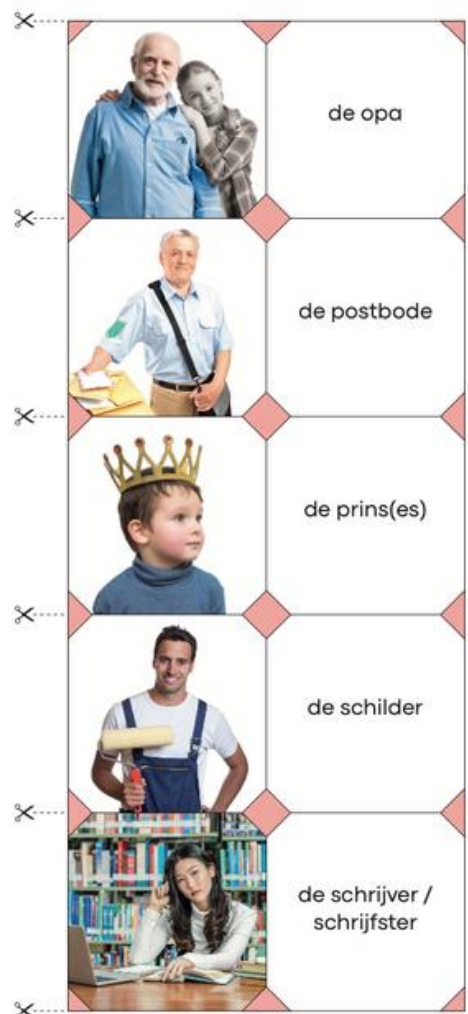 de opa
de postbode
de prins(es)
de schilder
de schrijver /
schrijfster